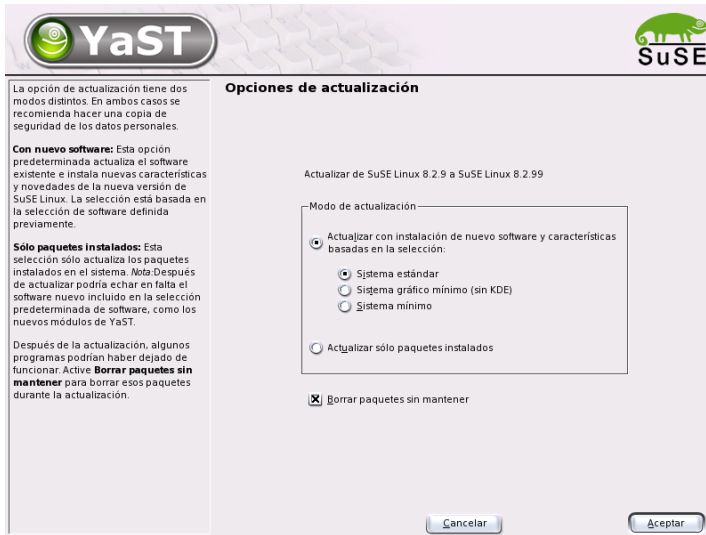 YaST
SuSE
La opción de actualización tiene dos
modos distintos. En ambos casos se
recomienda hacer una copia de
seguridad de los datos personales.
Con nuevo software: Esta opción
predeterminada actualiza el software
existente e instala nuevas características
y novedades de la nueva versión de
SuSE Linux. La selección está basada en
la selección de software definida
previamente.
Sólo paquetes instalados: Esta
selección sólo actualiza los paquetes
instalados en el sistema. Nota:Después
de actualizar podría echar en falta el
software nuevo incluido en la selección
predeterminada de software, como los
nuevos módulos de YaST.
Después de la actualización, algunos
programas podrían haber dejado de
funcionar. Active Borrar paquetes sin
mantener para borrar esos paquetes
durante la actualización.
Opciones de actualización
Actualizar de SuSE Linux 8.2.9 a SuSE Linux 8.2.99
Modo de actualización
Actualizar con instalación de nuevo software y características
basadas en la selección:
Sistema estándar
Sistema gráfico mínimo (sin KDE)
Sistema mínimo
Actualizar sólo paquetes instalados
Borrar paquetes sin mantener
Cancelar
Aceptar